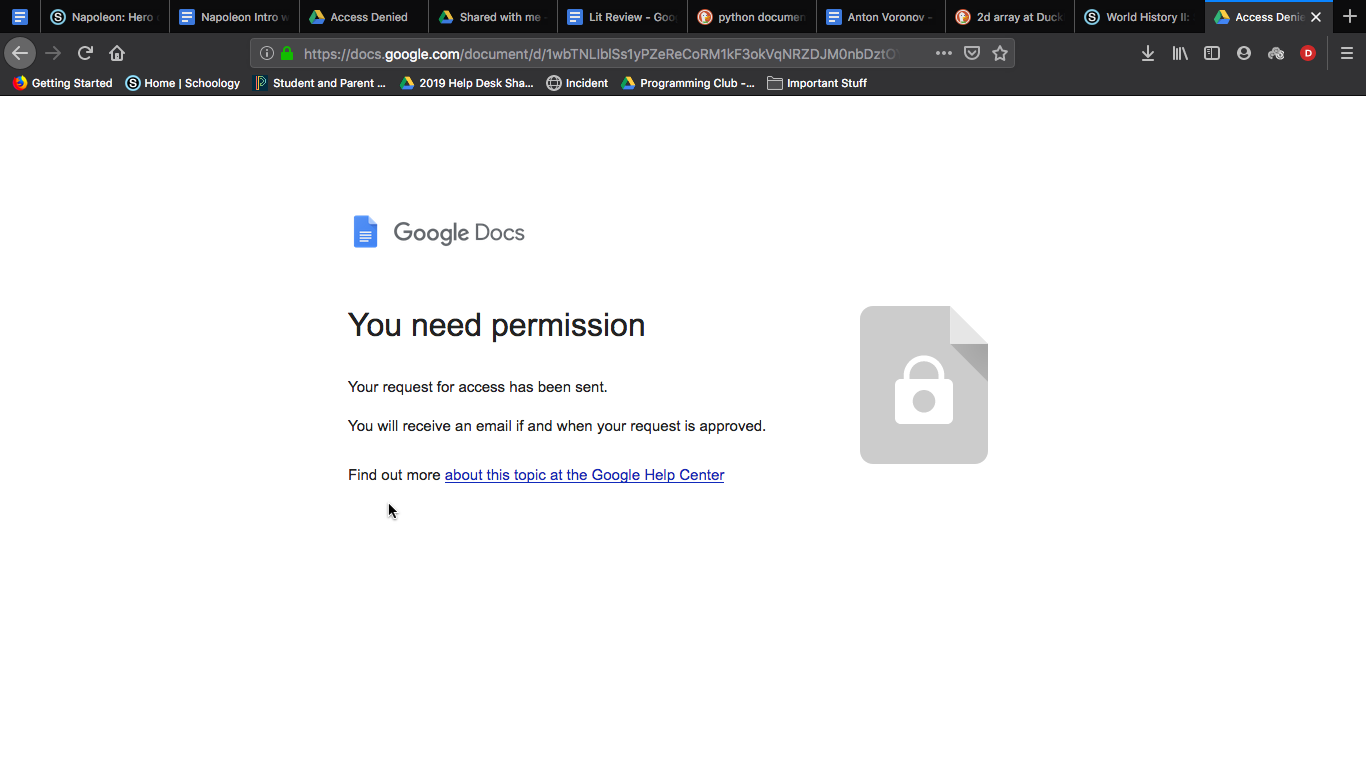 Napoleon: Hero
Napoleon Intro w
Access Denied
Shared with me -
Lit Review - Goo
python documen
Anton Voronov -
2d array at Duck
World History II:
Access Denie
https://docs.google.com/document/d/
Getting Started
Home | Schoology
Student and Parent ...
2019 Help Desk Sha...
Incident
Programming Club -...
Important Stuff
Google Docs
You need permission
Your request for access has been sent.
You will receive an email if and when your request is approved.
Find out more about this topic at the Google Help Center